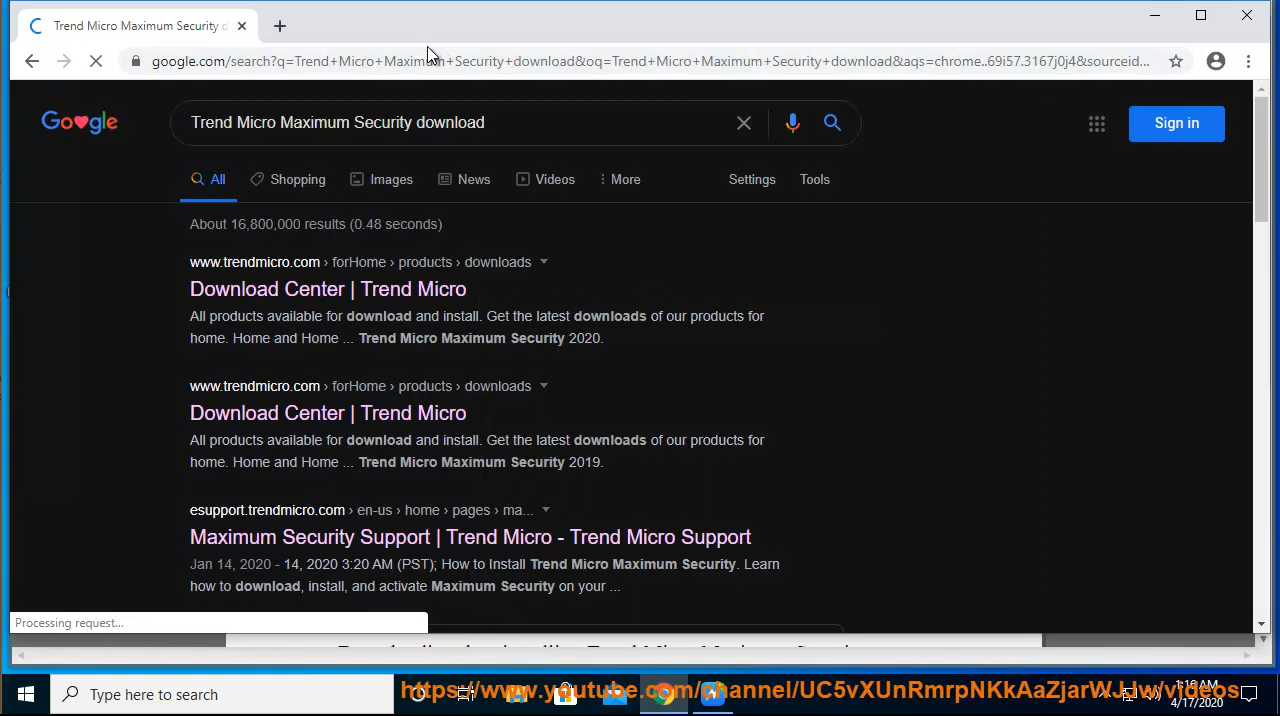 Trend Micro Maximum Security d
google.com/search?q=Trend+Micro+Maximum+Security+download&oq=Trend+Micro+Maximum+Security+download&aqs=chrome..69i57.3167j0j4&sourceid...
Google
Trend Micro Maximum Security download
Sign in
All Shopping Images News Videos More Settings Tools
About 16,800,000 results (0.48 seconds)
www.trendmicro.com › forHome › products › downloads
Download Center | Trend Micro
All products available for download and install. Get the latest downloads of our products for
home. Home and Home ... Trend Micro Maximum Security 2020.
www.trendmicro.com › forHome › products › downloads
Download Center | Trend Micro
All products available for download and install. Get the latest downloads of our products for
home. Home and Home ... Trend Micro Maximum Security 2019.
esupport.trendmicro.com › en-us › home › pages › ma...
Maximum Security Support | Trend Micro - Trend Micro Support
Jan 14, 2020 - 14, 2020 3:20 AM (PST); How to Install Trend Micro Maximum Security. Learn
how to download, install, and activate Maximum Security on your ...
Processing request...
Type here to search
https://www.youtube.com/channel/UC5vXUnRmrpNKkAaZjarWJHw/videos
1:16 AM
4/17/2020